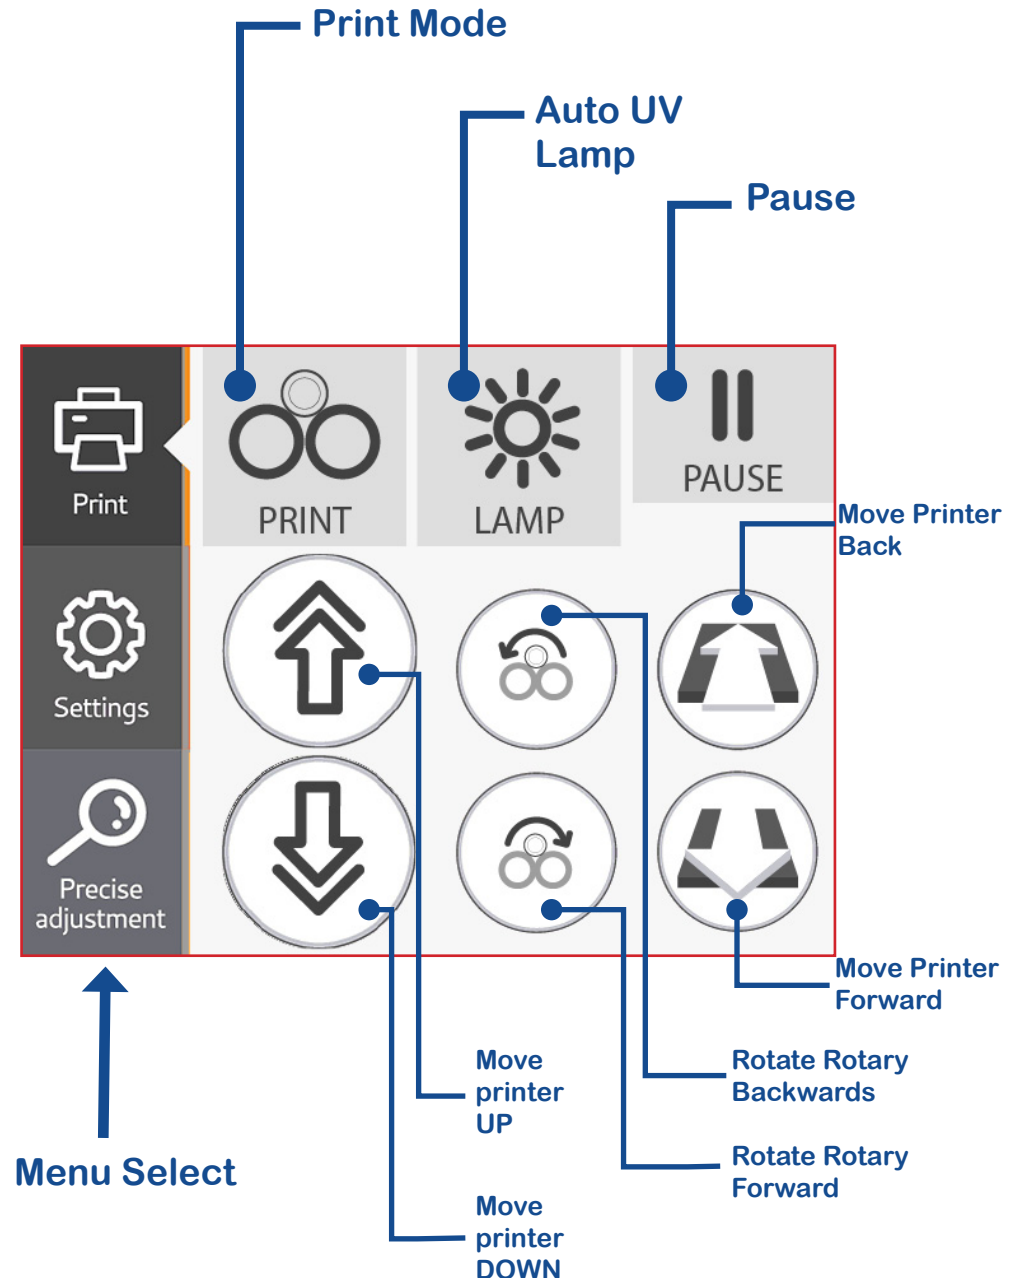 Print Mode
Auto UV
Lamp
Pause
Print
PRINT
LAMP
PAUSE
Move Printer
Back
Settings
Precise
adjustment
Move Printer
Forward
Move
printer
UP
Rotate Rotary
Backwards
Menu Select
Rotate Rotary
Forward
Move
printer
DOWN